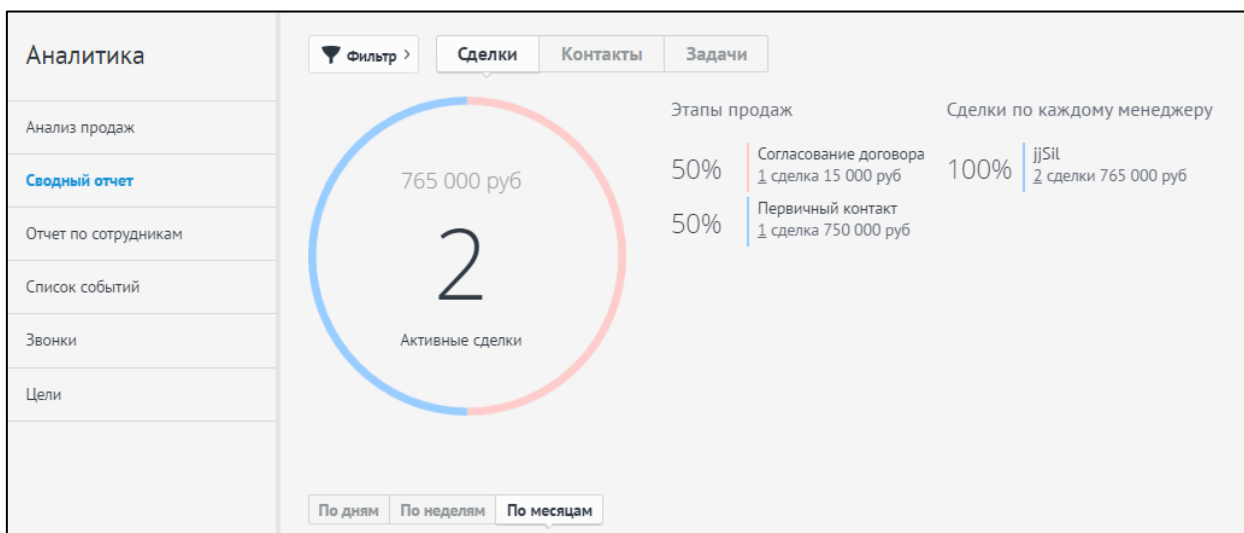 Аналитика
Анализ продаж
Сводный отчет
Отчет по сотрудникам
Список событий
Звонки
Цели
Фильтр >
Сделки
Контакты
Задачи
765 000 руб
2
Активные сделки
Этапы продаж
50%
Согласование договора
1 сделка 15 000 руб
50%
Первичный контакт
1 сделка 750 000 руб
Сделки по каждому менеджеру
100%
jjSil
2 сделки 765 000 руб
По дням
По неделям
По месяцам